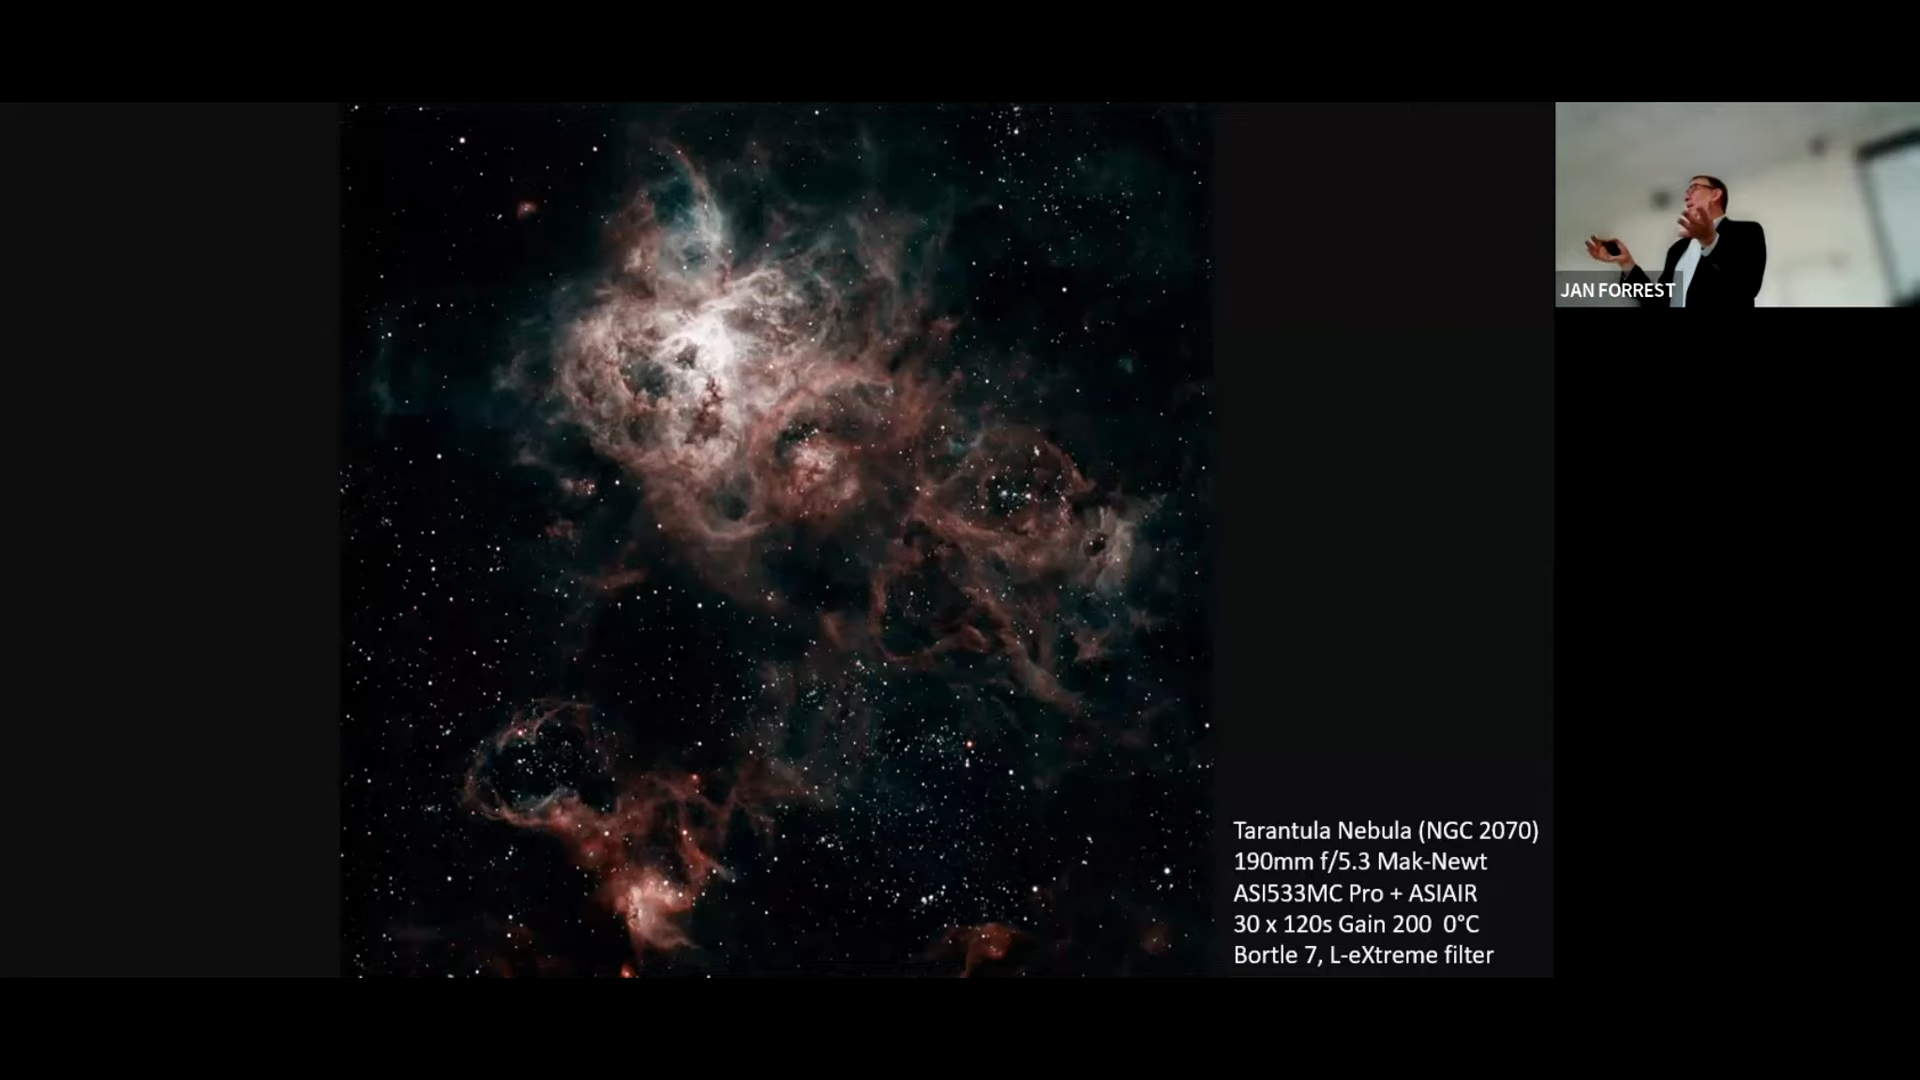 JAN FORREST
Tarantula Nebula (NGC 2070)
190mm f/5.3 Mak-Newt
ASI533MC Pro + ASIAIR
30 x 120s Gain 200  0°C
Bortle 7, L-eXtreme filter